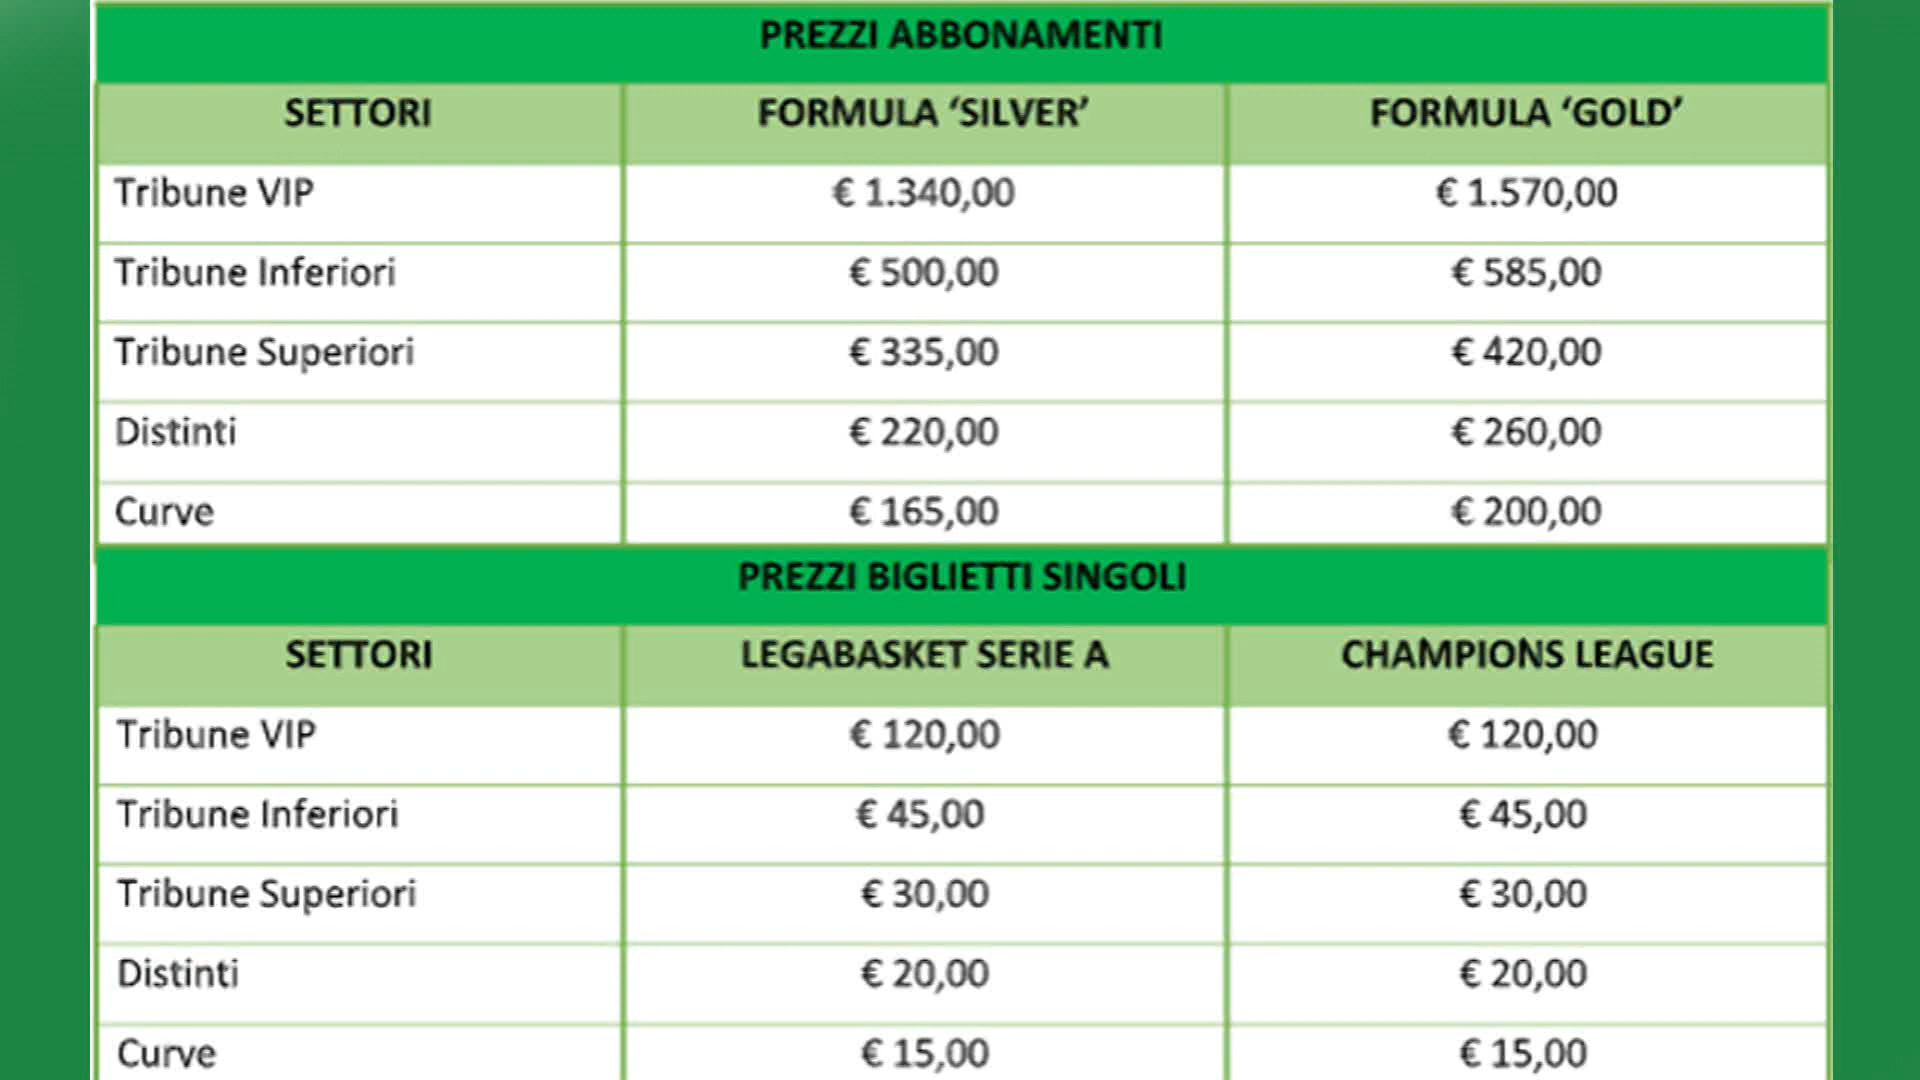 PREZZI ABBONAMENTI
SETTORI FORMULA ‘SILVER’ FORMULA ‘GOLD’
Tribune VIP € 1.340,00 € 1.570,00
Tribune Inferiori € 500,00 € 585,00
Tribune Superiori € 335,00 € 420,00
Distinti € 220,00 € 260,00
Curve € 165,00 € 200,00
PREZZI BIGLIETTI SINGOLI
SETTORI LEGABASKET SERIE A CHAMPIONS LEAGUE
Tribune VIP € 120,00 € 120,00
Tribune Inferiori € 45,00 € 45,00
Tribune Superiori € 30,00 € 30,00
Distinti € 20,00 € 20,00
Curve € 15,00 € 15,00